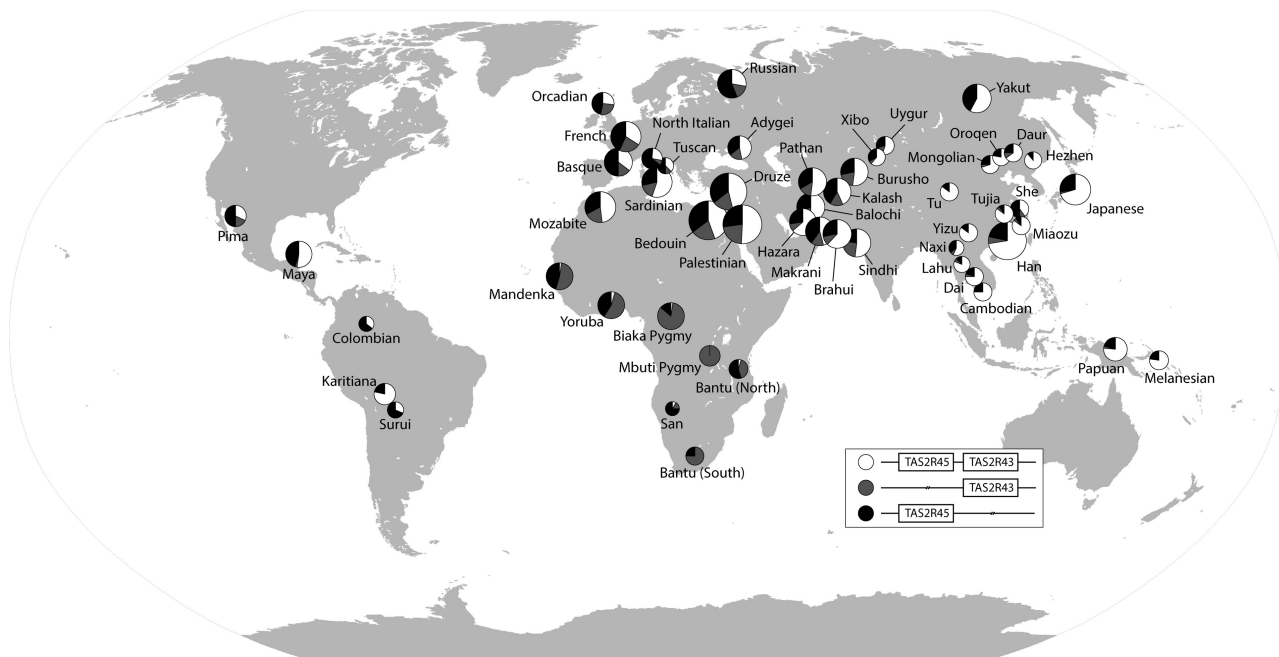 Russian
Orcadian
Yakut
French
North Italian
Adygei
Xibo
Uygur
Tuscan
Oroqen
Daur
Basque
Pathan
Mongolian
Hezhen
Druze
Burusho
She
Sardinian
Kalash
Tu
Tujia
Japanese
Mozabite
Balochi
Pima
Bedouin
Hazara
Yizu
Miaozu
Palestinian
Makrani
Sindhi
Naxi
Han
Maya
Brahui
Lahu
Mandenka
Dai
Cambodian
Yoruba
Biaka Pygmy
Colombian
Mbuti Pygmy
Papuan
Melanesian
Karitiana
Bantu (North)
Surui
San
Bantu (South)
TAS2R45 TAS2R43
TAS2R43
TAS2R45